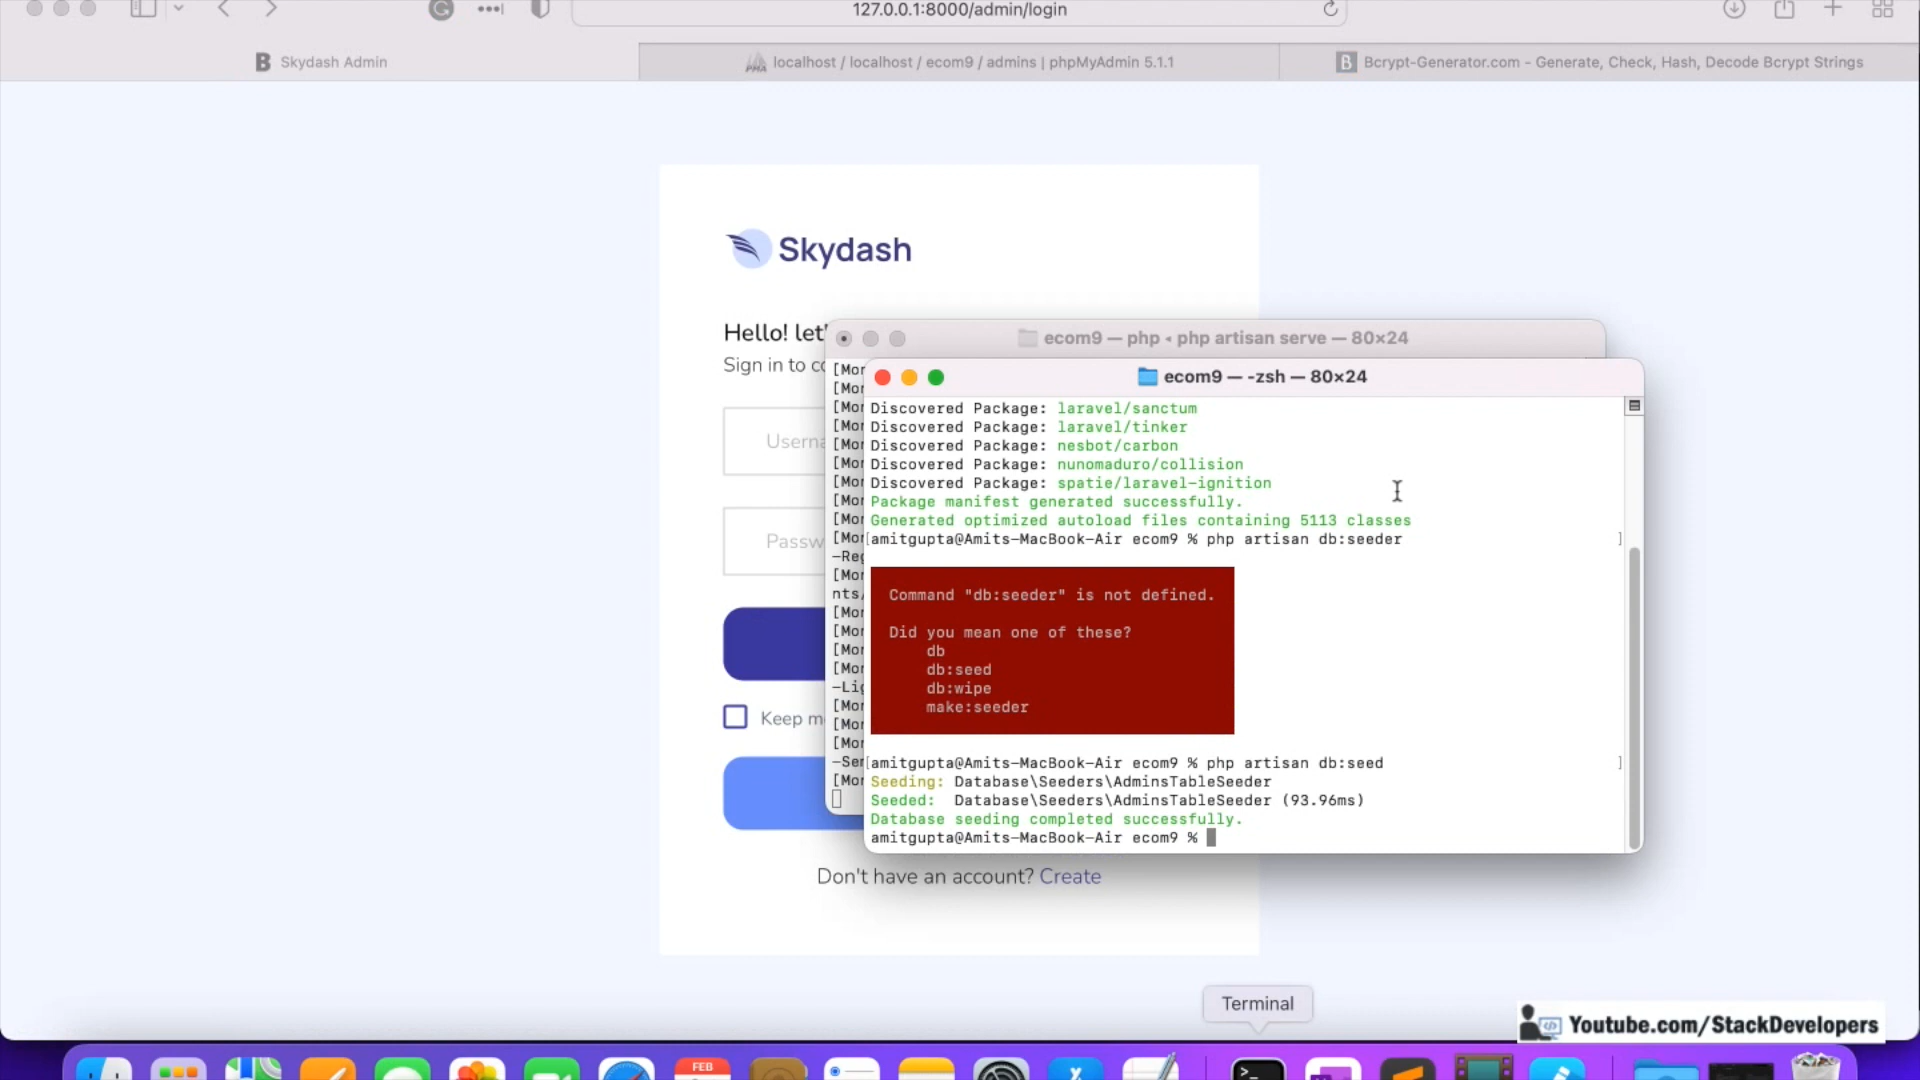 127.0.0.1:8000/admin/login
Skydash Admin
localhost / localhost / ecom9 / admins | phpMyAdmin 5.1.1
Bcrypt-Generator.com - Generate, Check, Hash, Decode Bcrypt Strings
Skydash
Hello! let'
Sign in to
Keep
Don't have an account? Create
ecom9 — php ◂ php artisan serve — 80×24
ecom9 — -zsh — 80×24
Discovered Package: laravel/sanctum
Discovered Package: laravel/tinker
Discovered Package: nesbot/carbon
Discovered Package: nunomaduro/collision
Discovered Package: spatie/laravel-ignition
Package manifest generated successfully.
Generated optimized autoload files containing 5113 classes
[amitgupta@Amits-MacBook-Air ecom9 % php artisan db:seeder ]
Command "db:seeder" is not defined.
Did you mean one of these?
db
db:seed
db:wipe
make:seeder
[amitgupta@Amits-MacBook-Air ecom9 % php artisan db:seed ]
Seeding: Database\Seeders\AdminsTableSeeder
Seeded: Database\Seeders\AdminsTableSeeder (93.96ms)
Database seeding completed successfully.
amitgupta@Amits-MacBook-Air ecom9 %
Terminal
Youtube.com/StackDevelopers
FEB